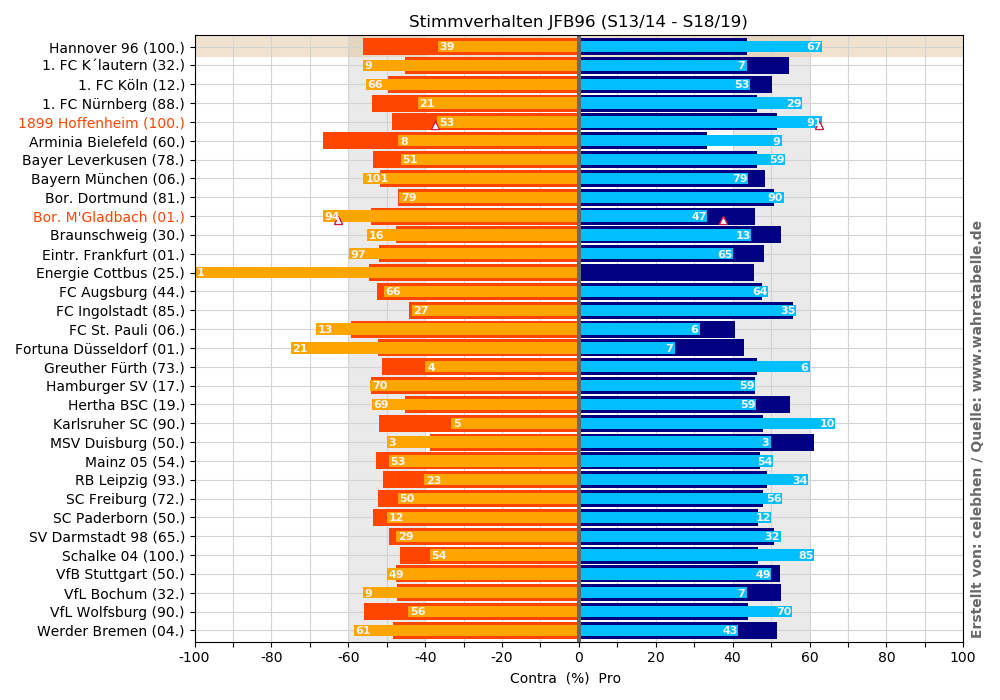 Stimmverhalten JFB96 (S13/14 - S18/19)
Hannover 96 (100.) 39 67
1. FC K´lautern (32.) 9 7
1. FC Köln (12.) 66 53
1. FC Nürnberg (88.) 21 29
1899 Hoffenheim (100.) 53 91
Arminia Bielefeld (60.) 8 9
Bayer Leverkusen (78.) 51 59
Bayern München (06.) 101 79
Bor. Dortmund (81.) 79 90
Bor. M'Gladbach (01.) 94 47
Braunschweig (30.) 16 13
Eintr. Frankfurt (01.) 97 65
Energie Cottbus (25.) 1
FC Augsburg (44.) 66 64
FC Ingolstadt (85.) 27 35
FC St. Pauli (06.) 13 6
Fortuna Düsseldorf (01.) 21 7
Greuther Fürth (73.) 4 6
Hamburger SV (17.) 70 59
Hertha BSC (19.) 69 59
Karlsruher SC (90.) 5 10
MSV Duisburg (50.) 3 3
Mainz 05 (54.) 53 54
RB Leipzig (93.) 23 34
SC Freiburg (72.) 50 56
SC Paderborn (50.) 12 12
SV Darmstadt 98 (65.) 29 32
Schalke 04 (100.) 54 85
VfB Stuttgart (50.) 49 49
VfL Bochum (32.) 9 7
VfL Wolfsburg (90.) 56 70
Werder Bremen (04.) 61 43
-100 -80 -60 -40 -20 0 20 40 60 80 100
Contra (%) Pro
Erstellt von: celebhen / Quelle: www.wahretabelle.de